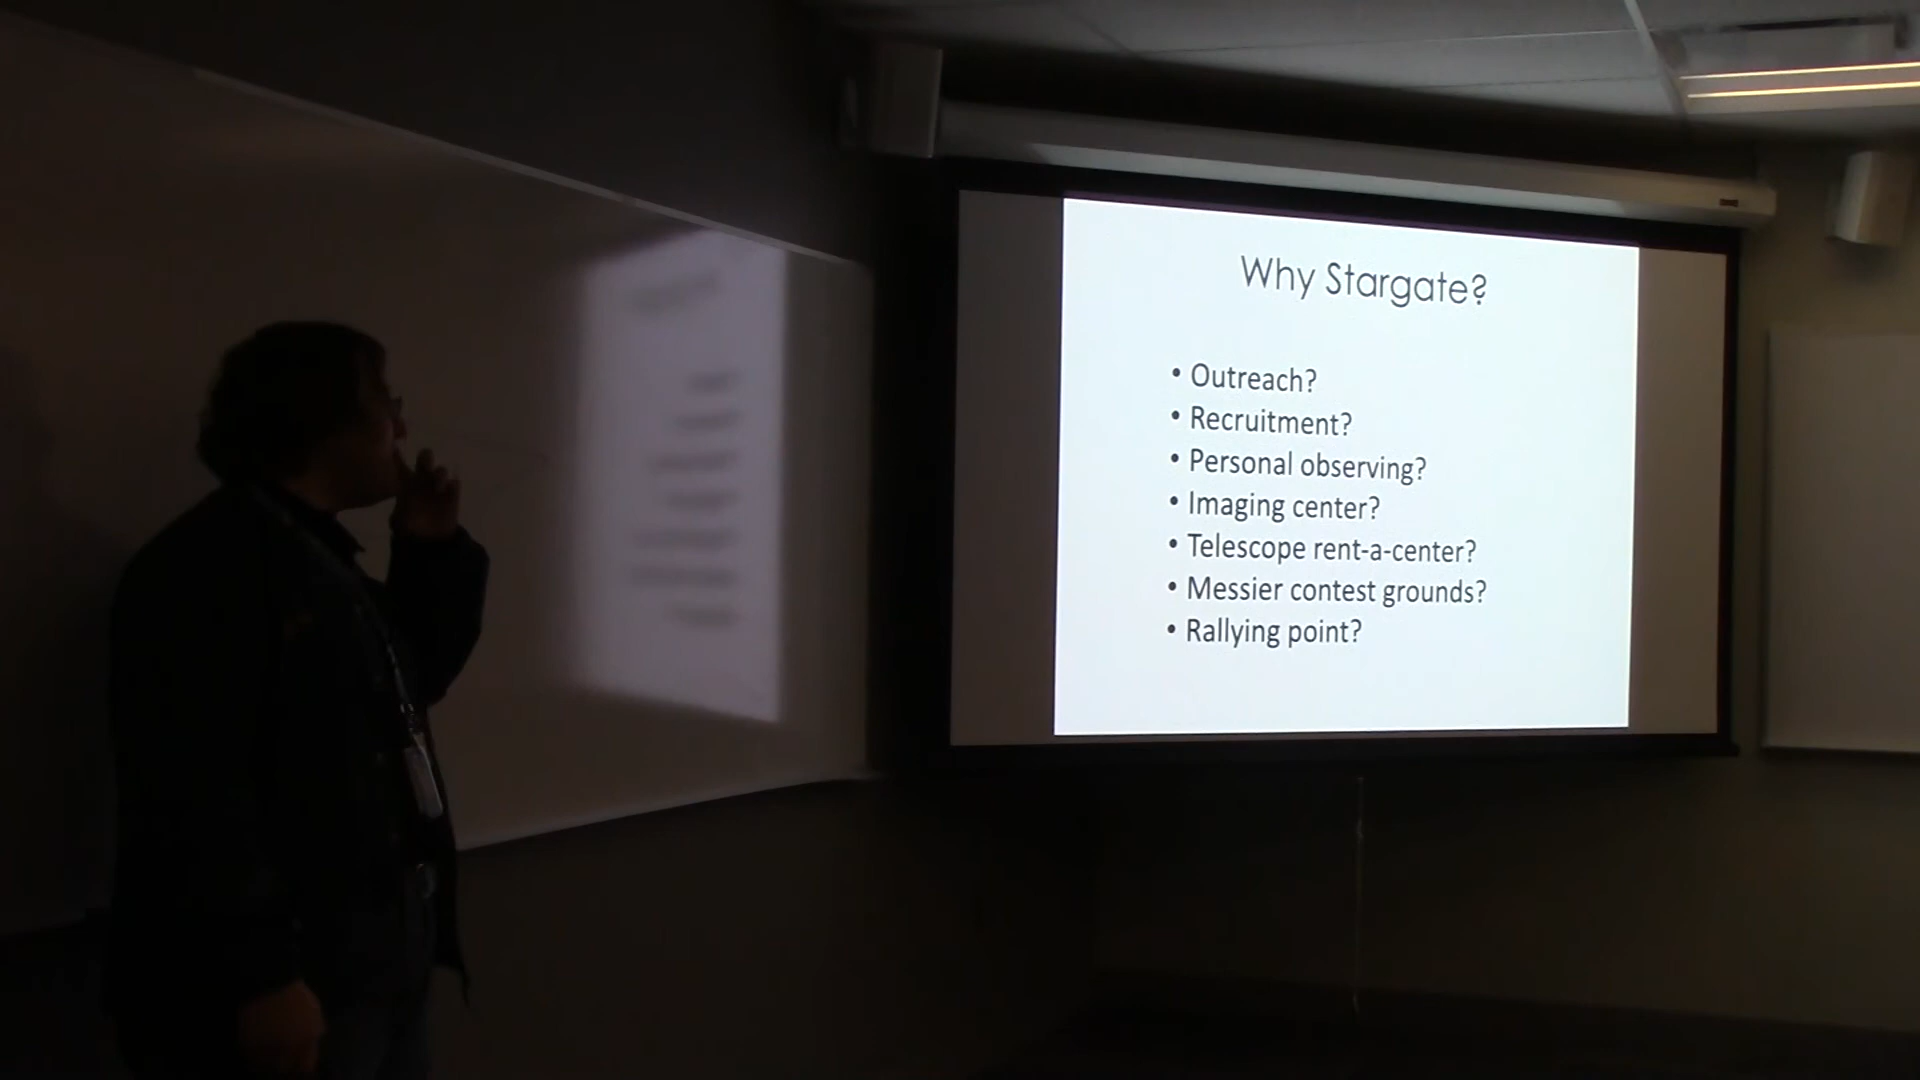 Why Stargate?
• Outreach?
• Recruitment?
• Personal observing?
• Imaging center?
• Telescope rent-a-center?
• Messier contest grounds?
• Rallying point?